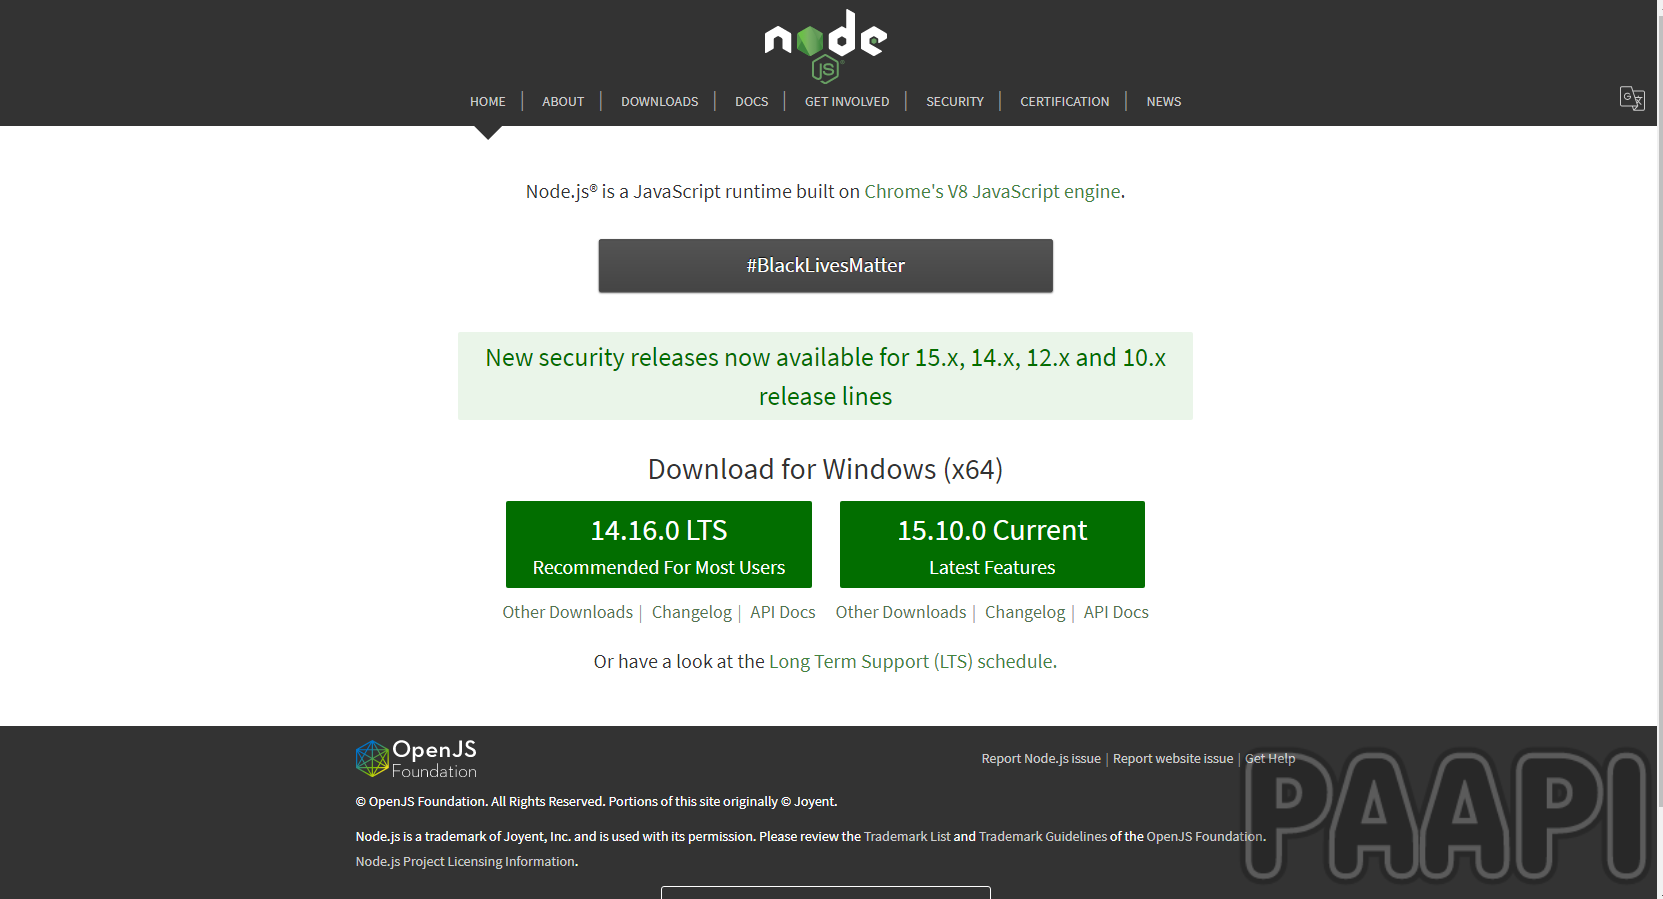 node
JS
HOME | ABOUT | DOWNLOADS | DOCS | GET INVOLVED | SECURITY | CERTIFICATION | NEWS
Node.js® is a JavaScript runtime built on Chrome's V8 JavaScript engine.
#BlackLivesMatter
New security releases now available for 15.x, 14.x, 12.x and 10.x
release lines
Download for Windows (x64)
14.16.0 LTS
Recommended For Most Users
15.10.0 Current
Latest Features
Other Downloads | Changelog | API Docs
Other Downloads | Changelog | API Docs
Or have a look at the Long Term Support (LTS) schedule.
OpenJS
Foundation
Report Node.js issue | Report website issue | Get Help
© OpenJS Foundation. All Rights Reserved. Portions of this site originally © Joyent.
Node.js is a trademark of Joyent, Inc. and is used with its permission. Please review the Trademark List and Trademark Guidelines of the OpenJS Foundation.
Node.js Project Licensing Information.
PAAPI